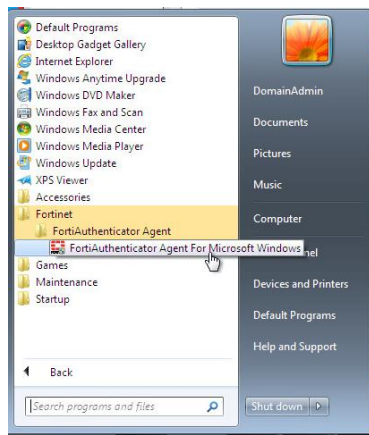 Default Programs
Desktop Gadget Gallery
Internet Explorer
Windows Anytime Upgrade
Windows DVD Maker
Windows Fax and Scan
Windows Media Center
Windows Media Player
Windows Update
XPS Viewer
Accessories
Fortinet
FortiAuthenticator Agent
FortiAuthenticator Agent For Microsoft Windows
Games
Maintenance
Startup
Back
Search programs and files
DomainAdmin
Documents
Pictures
Music
Computer
Devices and Printers
Default Programs
Help and Support
Shut down